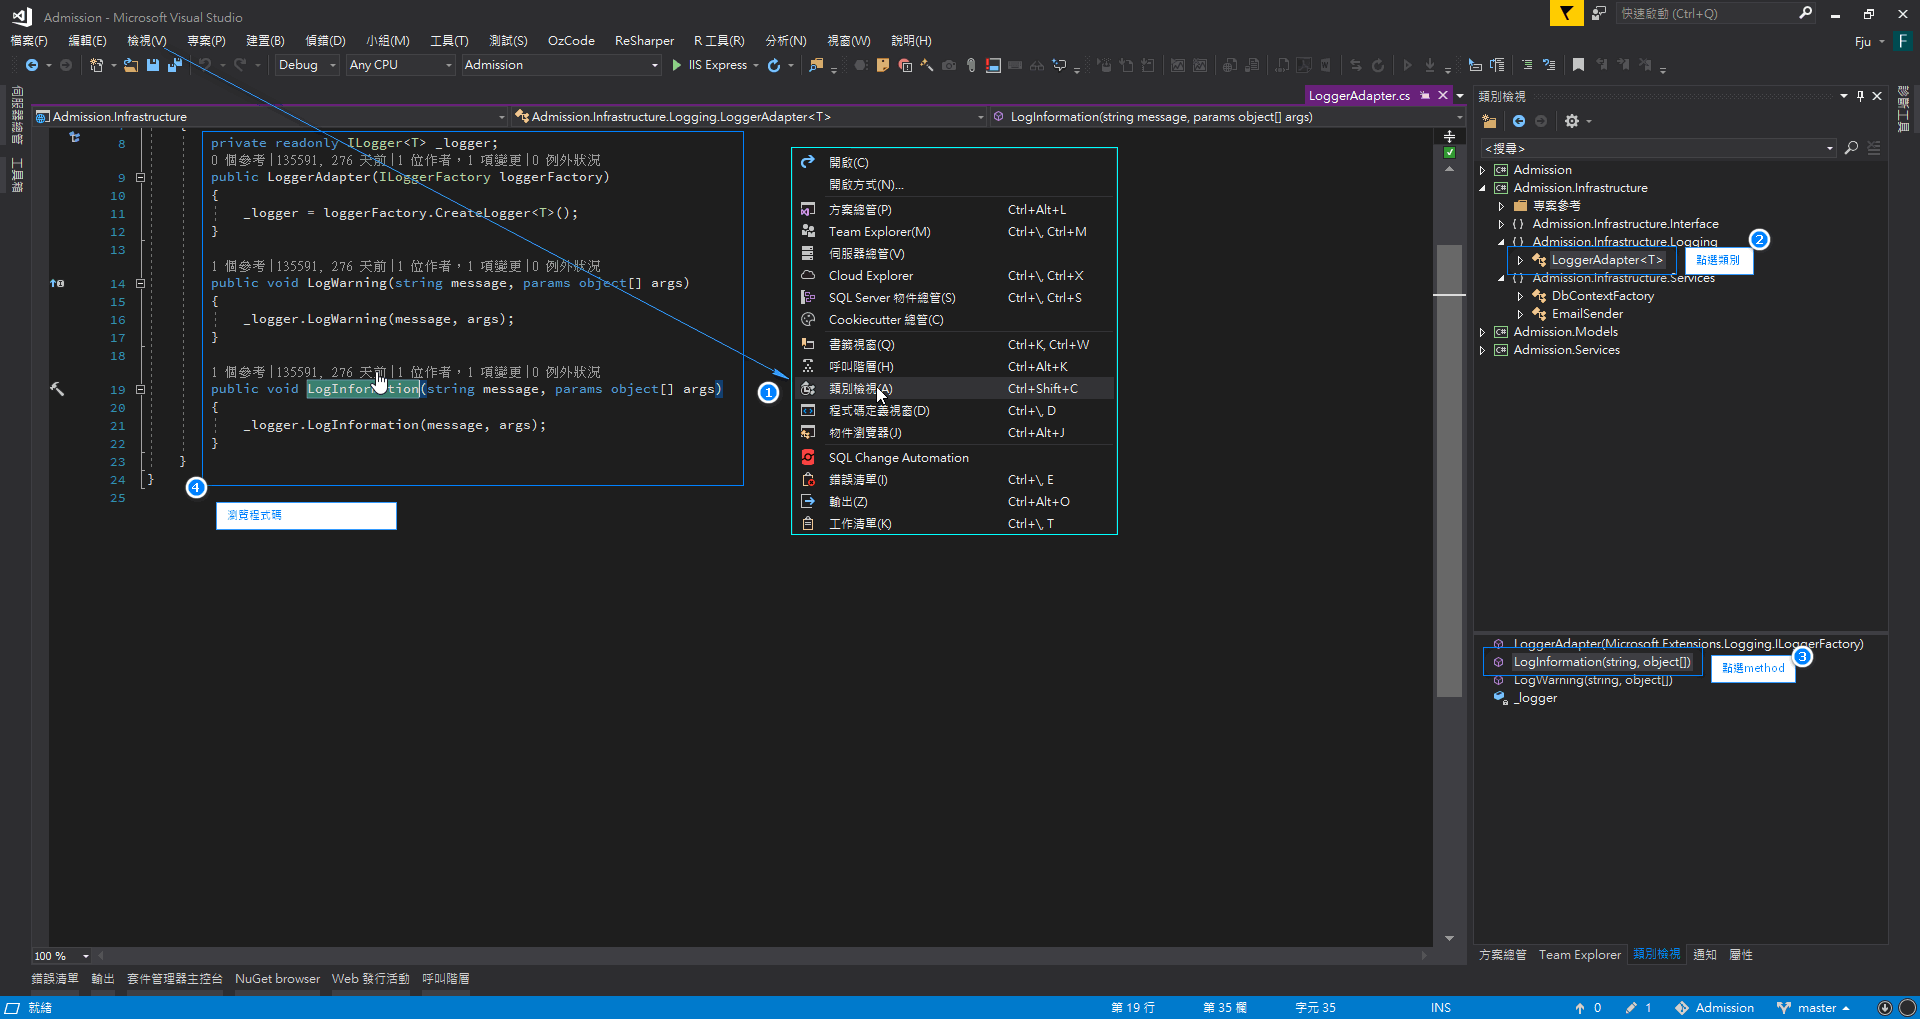 Admission - Microsoft Visual Studio
快速啟動 (Ctrl+Q)
檔案(F) 編輯(E) 檢視(V) 專案(P) 建置(B) 偵錯(D) 小組(M) 工具(T) 測試(S) OzCode ReSharper R 工具(R) 分析(N) 視窗(W) 說明(H)
Fju F
Debug Any CPU Admission IIS Express
伺服器總管
工具箱
LoggerAdapter.cs
Admission.Infrastructure
Admission.Infrastructure.Logging.LoggerAdapter<T>
LogInformation(string message, params object[] args)
8 private readonly ILogger<T> _logger;
0 個參考|135591, 276 天前|1 位作者，1 項變更|0 例外狀況
9 public LoggerAdapter(ILoggerFactory loggerFactory)
10 {
11 _logger = loggerFactory.CreateLogger<T>();
12 }
13
1 個參考|135591, 276 天前|1 位作者，1 項變更|0 例外狀況
14 public void LogWarning(string message, params object[] args)
15 {
16 _logger.LogWarning(message, args);
17 }
18
1 個參考|135591, 276 天前|1 位作者，1 項變更|0 例外狀況
19 public void LogInformation(string message, params object[] args)
20 {
21 _logger.LogInformation(message, args);
22 }
23 }
24 }
25
4
瀏覽程式碼
開啟(C)
開啟方式(N)...
方案總管(P) Ctrl+Alt+L
Team Explorer(M) Ctrl+\, Ctrl+M
伺服器總管(V)
Cloud Explorer Ctrl+\, Ctrl+X
SQL Server 物件總管(S) Ctrl+\, Ctrl+S
Cookiecutter 總管(C)
書籤視窗(Q) Ctrl+K, Ctrl+W
呼叫階層(H) Ctrl+Alt+K
1
類別檢視(A) Ctrl+Shift+C
程式碼定義視窗(D) Ctrl+\, D
物件瀏覽器(J) Ctrl+Alt+J
SQL Change Automation
錯誤清單(I) Ctrl+\, E
輸出(Z) Ctrl+Alt+O
工作清單(K) Ctrl+\, T
類別檢視
<搜尋>
Admission
Admission.Infrastructure
專案參考
Admission.Infrastructure.Interface
Admission.Infrastructure.Logging
2
LoggerAdapter<T>
點選類別
Admission.Infrastructure.Services
DbContextFactory
EmailSender
Admission.Models
Admission.Services
LoggerAdapter(Microsoft.Extensions.Logging.ILoggerFactory)
LogInformation(string, object[])
3
點選method
LogWarning(string, object[])
_logger
診斷工具
100 %
方案總管 Team Explorer 類別檢視 通知 屬性
錯誤清單 輸出 套件管理器主控台 NuGet browser Web 發行活動 呼叫階層
就緒 第 19 行 第 35 欄 字元 35 INS 0 1 Admission master